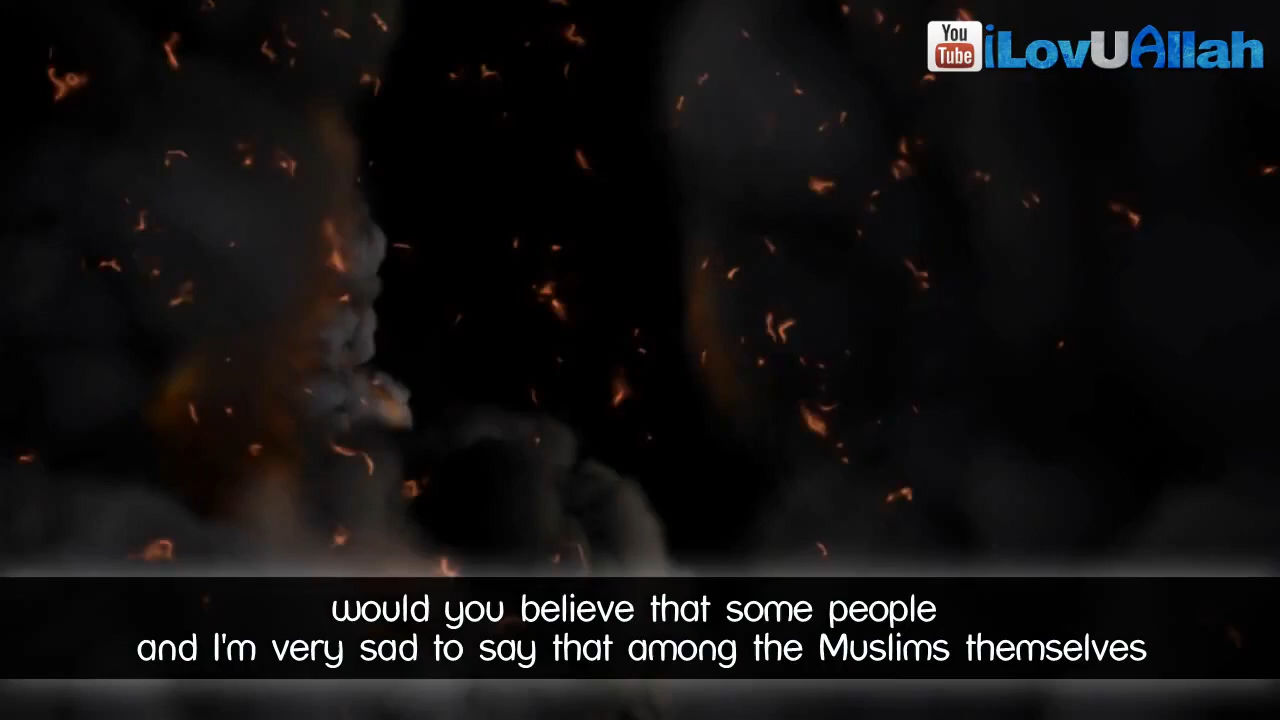 You
Tube
iLovUAllah
would you believe that some people
and I'm very sad to say that among the Muslims themselves